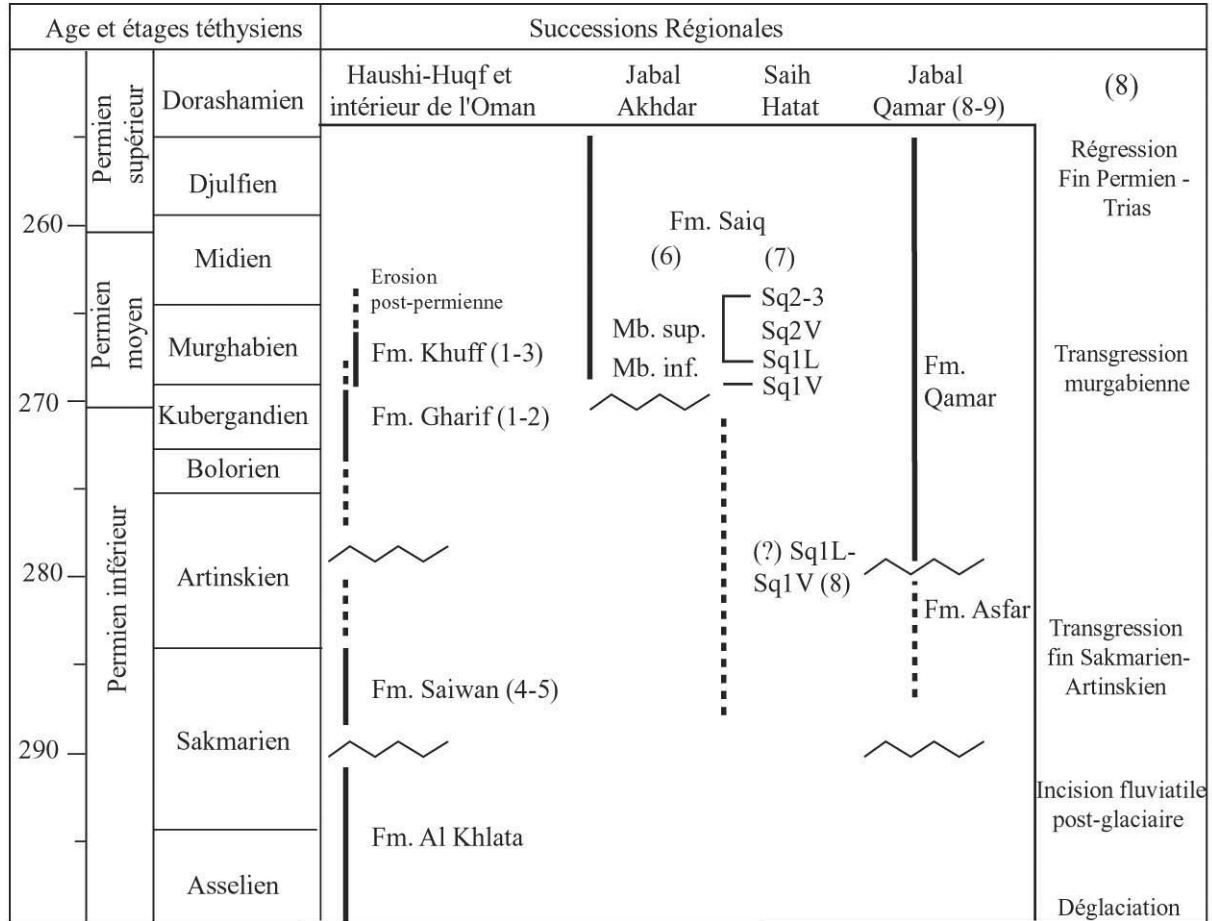 Age et étages téthysiens
Successions Régionales
Haushi-Huqf et
intérieur de l'Oman
Jabal
Akhdar
Saih
Hatat
Jabal
Qamar (8-9)
(8)
260
270
280
290
Permien
supérieur
Permien
moyen
Permien inférieur
Dorashamien
Djulfien
Midien
Murghabien
Kubergandien
Bolorien
Artinskien
Sakmarien
Asselien
Erosion
post-permienne
Fm. Khuff (1-3)
Fm. Gharif (1-2)
Fm. Saiwan (4-5)
Fm. Al Khlata
Fm. Saiq
(6)
(7)
Mb. sup.
Mb. inf.
Sq2-3
Sq2V
Sq1L
Sq1V
(?) Sq1L-
Sq1V (8)
Fm.
Qamar
Fm. Asfar
Régression
Fin Permien -
Trias
Transgression
murgabienne
Transgression
fin Sakmarien-
Artinskien
Incision fluviatile
post-glaciaire
Déglaciation